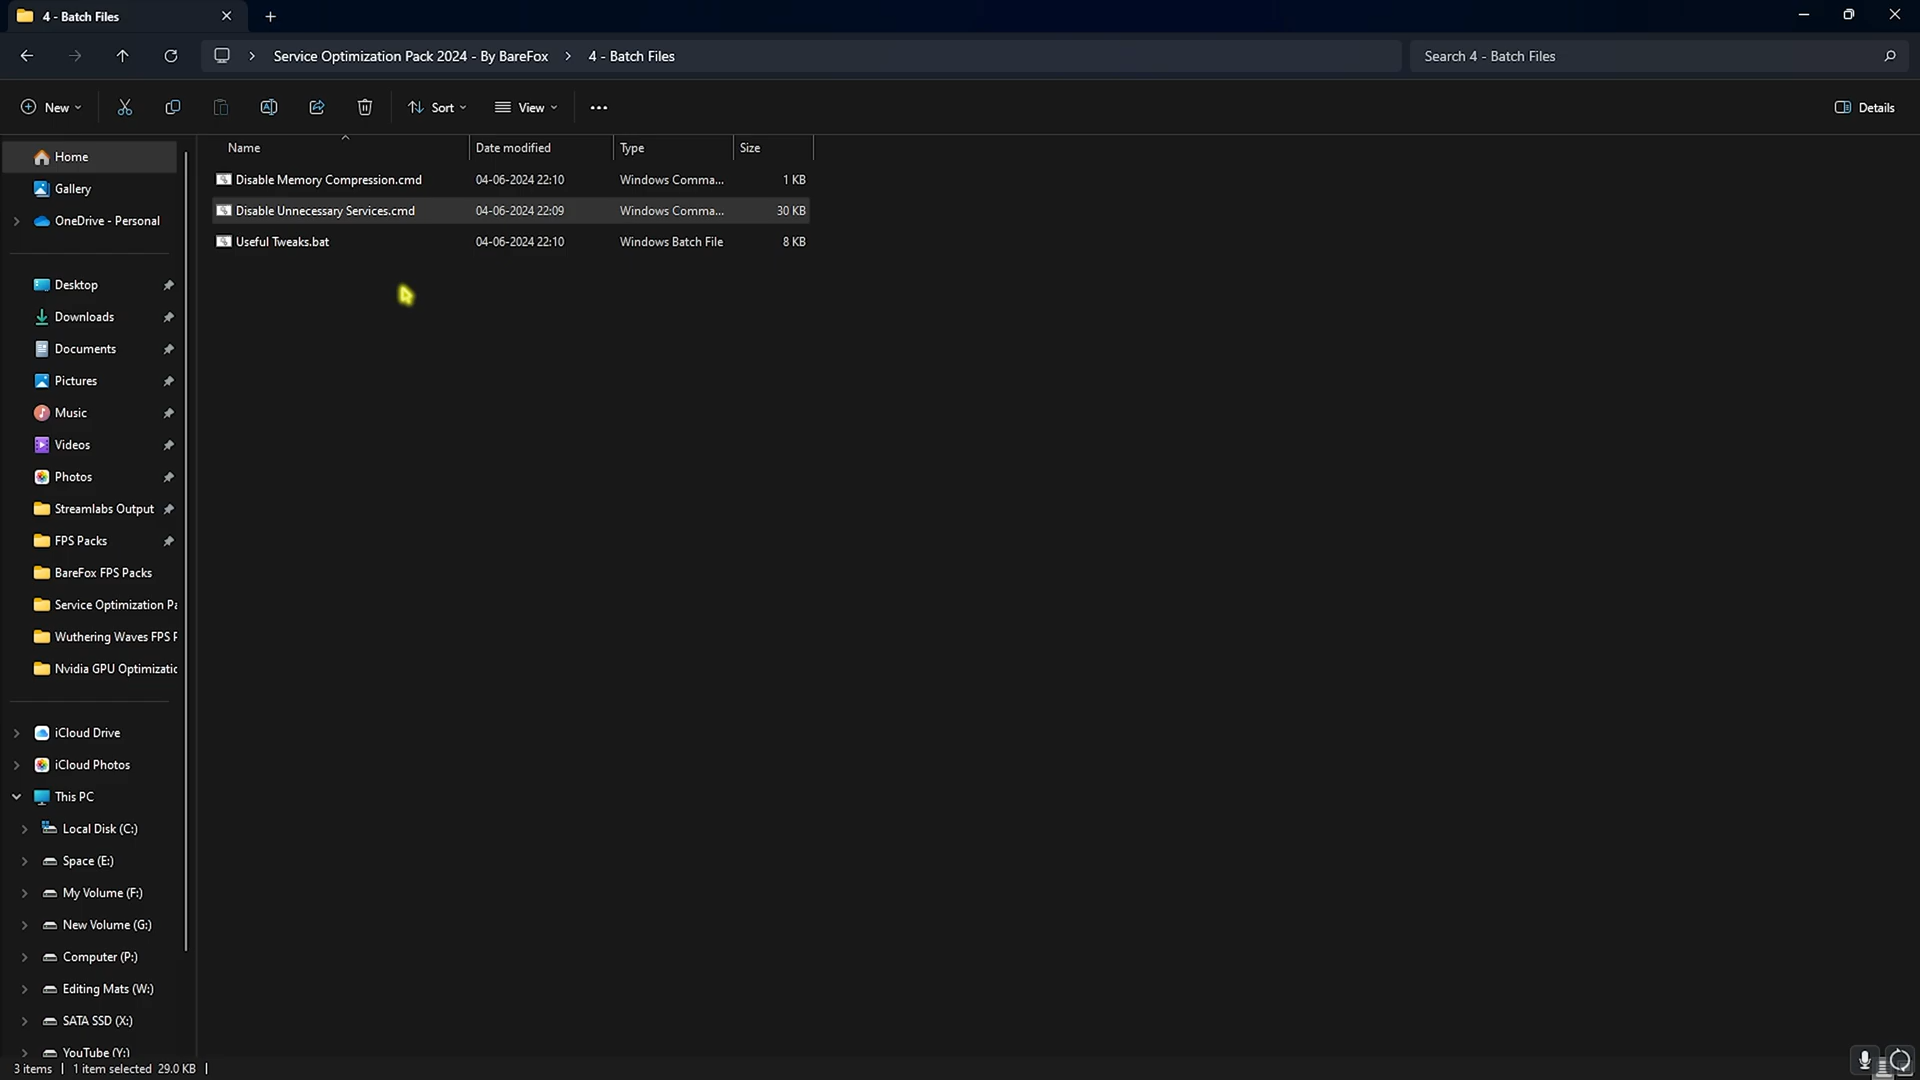 4 - Batch Files
Service Optimization Pack 2024 - By BareFox > 4 - Batch Files
Search 4 - Batch Files
New
Sort
View
Details
Name Date modified Type Size
Disable Memory Compression.cmd 04-06-2024 22:10 Windows Comma... 1 KB
Disable Unnecessary Services.cmd 04-06-2024 22:09 Windows Comma... 30 KB
Useful Tweaks.bat 04-06-2024 22:10 Windows Batch File 8 KB
Home
Gallery
OneDrive - Personal
Desktop
Downloads
Documents
Pictures
Music
Videos
Photos
Streamlabs Output
FPS Packs
BareFox FPS Packs
Service Optimization Pa
Wuthering Waves FPS F
Nvidia GPU Optimizatic
iCloud Drive
iCloud Photos
This PC
Local Disk (C:)
Space (E:)
My Volume (F:)
New Volume (G:)
Computer (P:)
Editing Mats (W:)
SATA SSD (X:)
YouTube (Y:)
3 items 1 item selected 29.0 KB